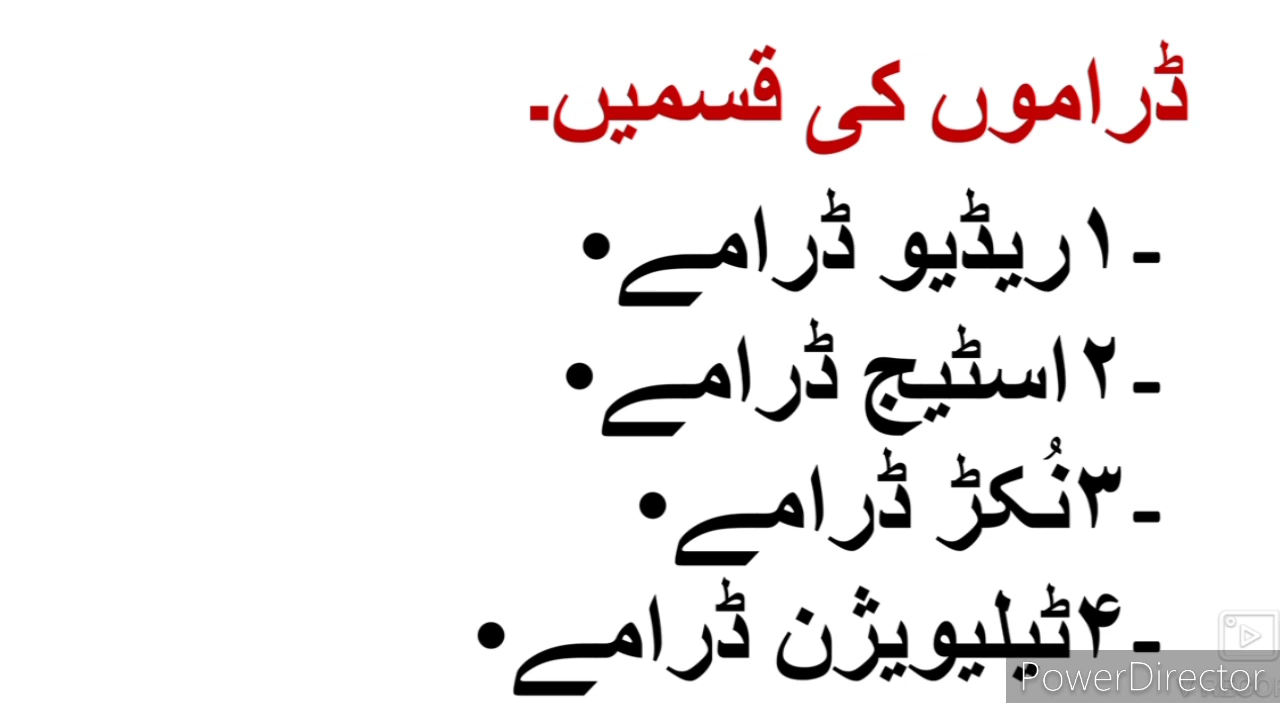 ڈراموں کی قسمیں۔
۱۔ریڈیو ڈرامے•
۲۔اسٹیج ڈرامے•
۳۔نُکڑ ڈرامے•
۴۔ٹیلیویژن ڈرامے•
PowerDirector